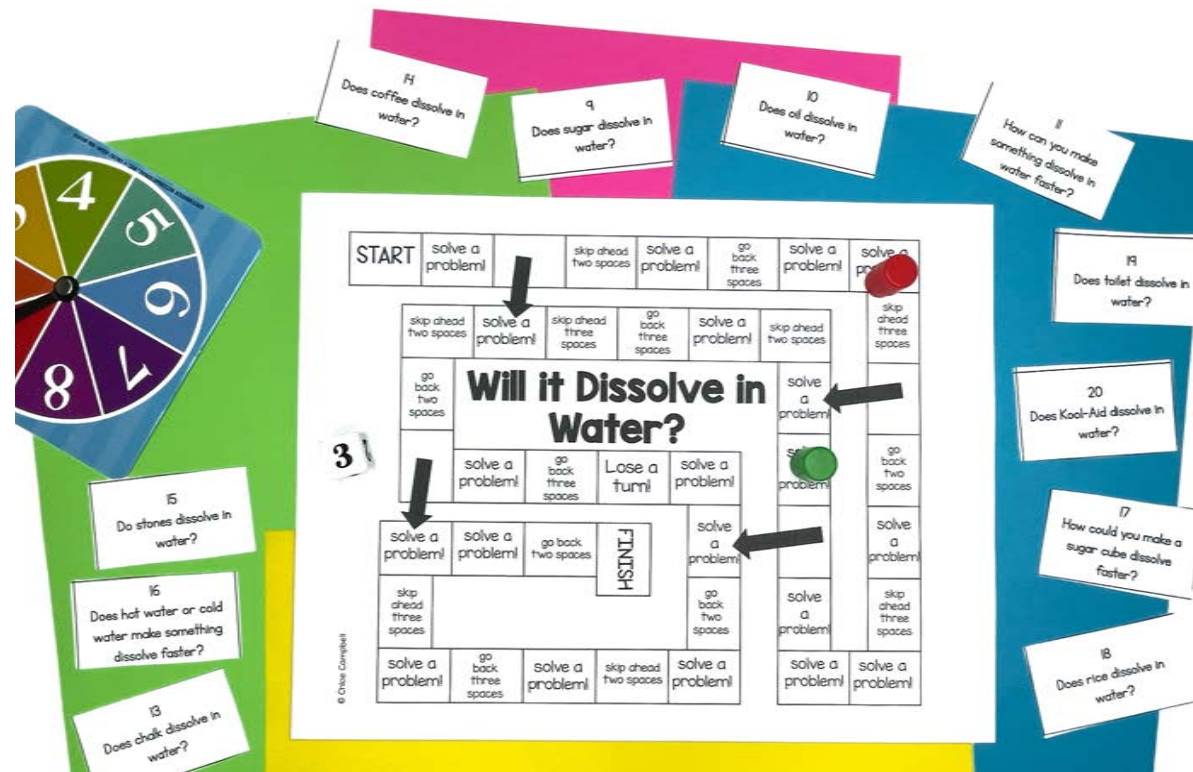 14
Does coffee dissolve in
water?
9
Does sugar dissolve in
water?
10
Does oil dissolve in
water?
11
How can you make
something dissolve in
water faster?
19
Does toilet dissolve in
water?
20
Does Kool-Aid dissolve in
water?
17
How could you make a
sugar cube dissolve
faster?
18
Does rice dissolve in
water?
15
Do stones dissolve in
water?
16
Does hot water or cold
water make something
dissolve faster?
13
Does chalk dissolve in
water?
4
5
6
7
8
3
START
solve a
problem!
skip ahead
two spaces
solve a
problem!
go
back
three
spaces
solve a
problem!
solve a
skip
ahead
three
spaces
go
back
two
spaces
solve
a
problem!
skip
ahead
three
spaces
solve a
problem!
solve a
problem!
solve
a
problem!
problem!
solve
a
problem!
skip ahead
two spaces
solve a
problem!
go
back
three
spaces
skip ahead
three
spaces
solve a
problem!
skip ahead
two spaces
go
back
two
spaces
Will it Dissolve in
Water?
solve a
problem!
go
back
three
spaces
Lose a
turn!
solve a
problem!
solve
a
problem!
go
back
two
spaces
solve a
problem!
skip ahead
two spaces
solve a
problem!
go
back
three
spaces
solve a
problem!
skip
ahead
three
spaces
solve a
problem!
solve a
problem!
go back
two spaces
FINISH
© Chloe Campbell